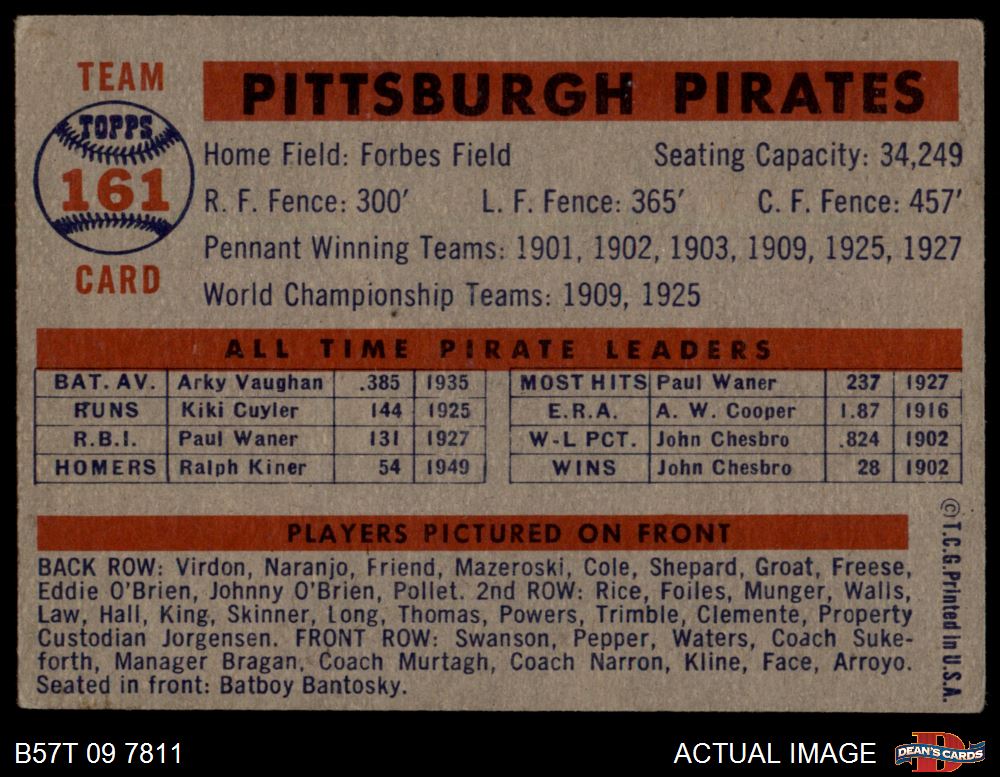 TEAM
TOPPS
161
CARD
PITTSBURGH PIRATES
Home Field: Forbes Field Seating Capacity: 34,249
R. F. Fence: 300′ L. F. Fence: 365′ C. F. Fence: 457′
Pennant Winning Teams: 1901, 1902, 1903, 1909, 1925, 1927
World Championship Teams: 1909, 1925
ALL TIME PIRATE LEADERS
BAT. AV. Arky Vaughan .385 1935 MOST HITS Paul Waner 237 1927
RUNS Kiki Cuyler 144 1925 E.R.A. A. W. Cooper 1.87 1916
R.B.I. Paul Waner 131 1927 W-L PCT. John Chesbro .824 1902
HOMERS Ralph Kiner 54 1949 WINS John Chesbro 28 1902
PLAYERS PICTURED ON FRONT
BACK ROW: Virdon, Naranjo, Friend, Mazeroski, Cole, Shepard, Groat, Freese,
Eddie O'Brien, Johnny O'Brien, Pollet. 2nd ROW: Rice, Foiles, Munger, Walls,
Law, Hall, King, Skinner, Long, Thomas, Powers, Trimble, Clemente, Property
Custodian Jorgensen. FRONT ROW: Swanson, Pepper, Waters, Coach Suke-
forth, Manager Bragan, Coach Murtagh, Coach Narron, Kline, Face, Arroyo.
Seated in front: Batboy Bantosky.
©T.C.G. Printed in U.S.A.
B57T 09 7811
ACTUAL IMAGE
DEAN'S CARDS